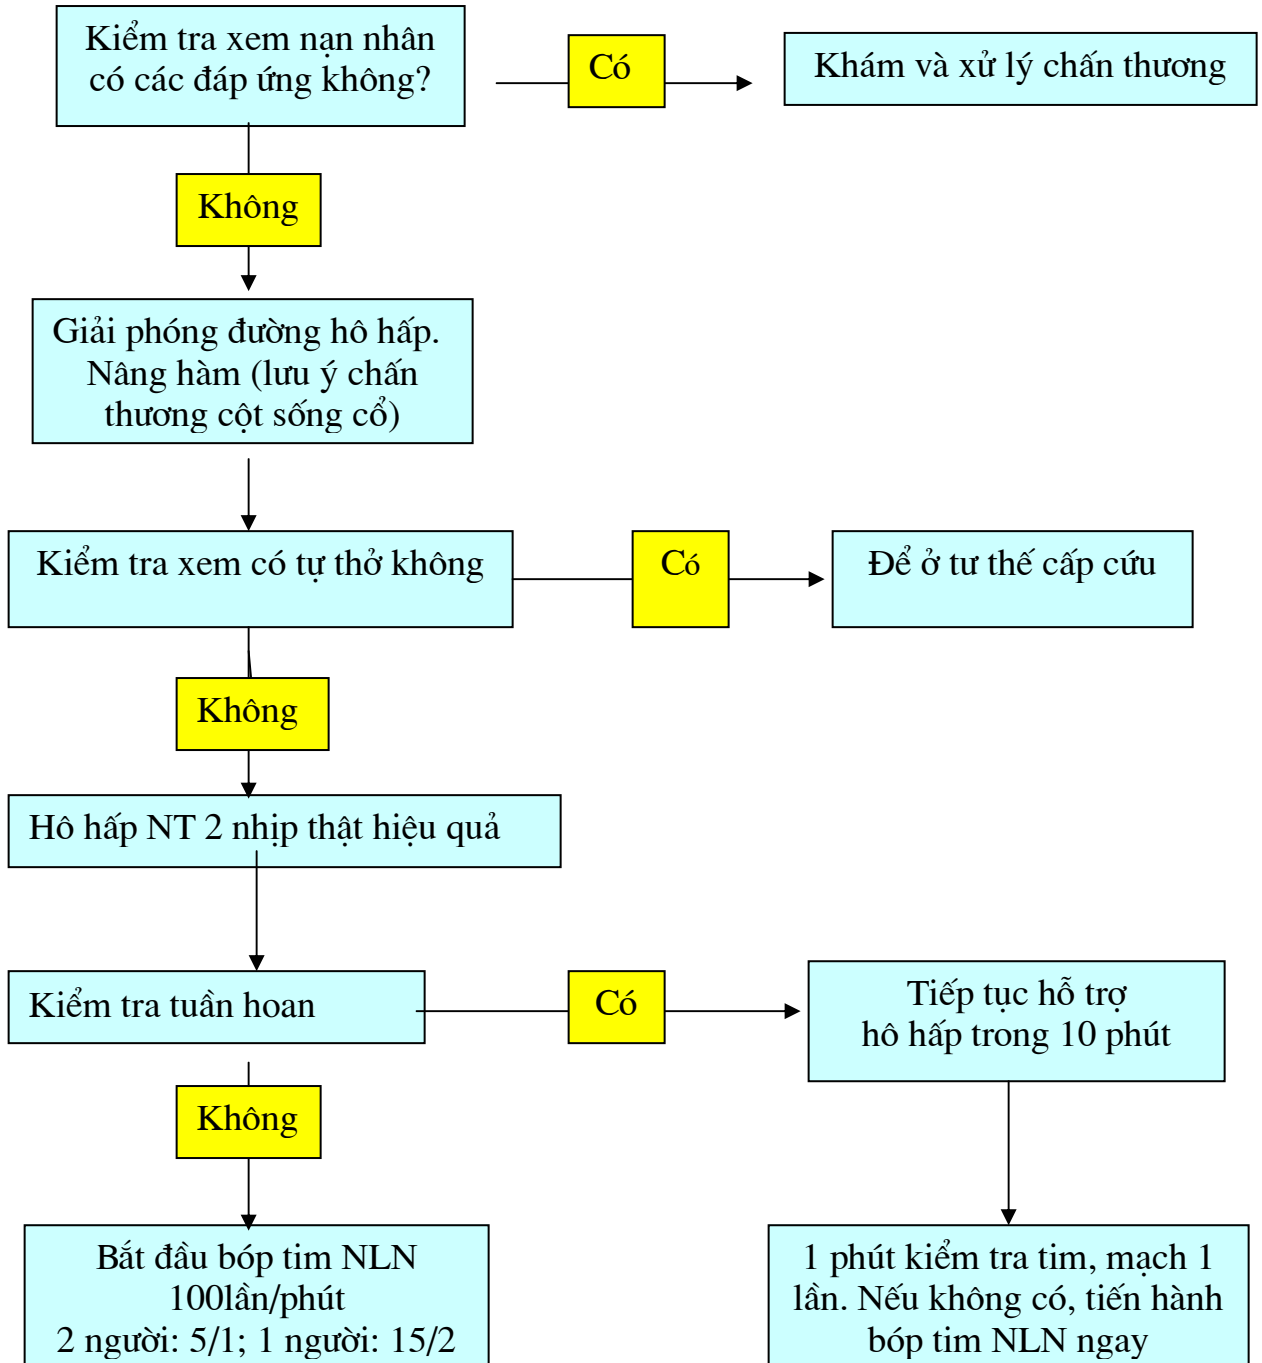 Kiểm tra xem nạn nhân
có các đáp ứng không?
Có
Khám và xử lý chấn thương
Không
Giải phóng đường hô hấp.
Nâng hàm (lưu ý chấn
thương cột sống cổ)
Kiểm tra xem có tự thở không
Có
Để ở tư thế cấp cứu
Không
Hô hấp NT 2 nhịp thật hiệu quả
Kiểm tra tuần hoan
Có
Tiếp tục hỗ trợ
hô hấp trong 10 phút
Không
Bắt đầu bóp tim NLN
100lần/phút
2 người: 5/1; 1 người: 15/2
1 phút kiểm tra tim, mạch 1
lần. Nếu không có, tiến hành
bóp tim NLN ngay